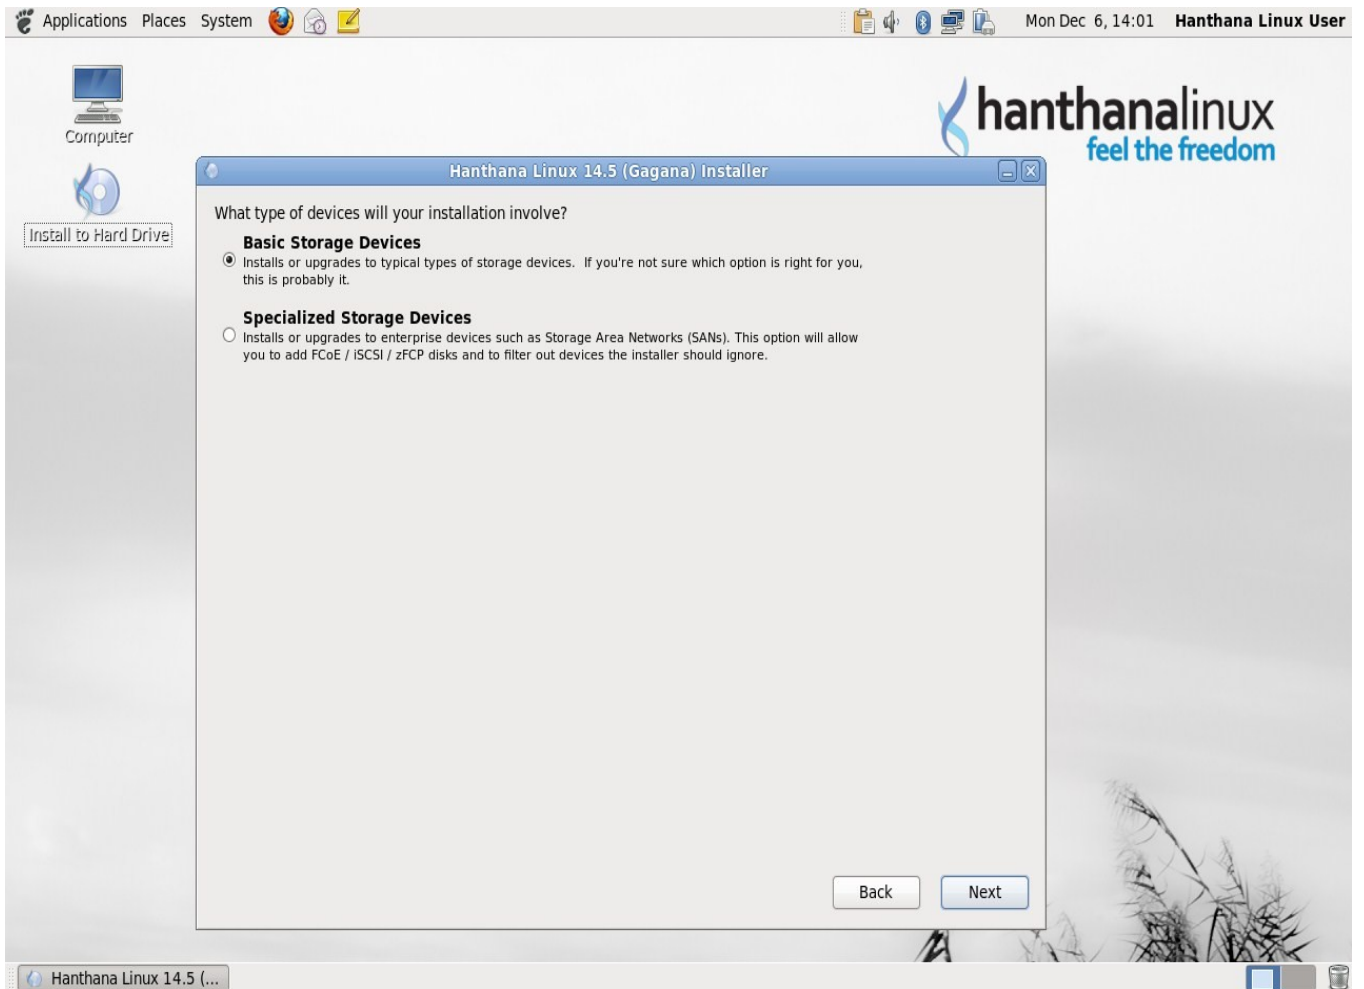 Applications Places System Mon Dec 6, 14:01 Hanthana Linux User
Computer
hanthanalinux
feel the freedom
Install to Hard Drive
Hanthana Linux 14.5 (Gagana) Installer
What type of devices will your installation involve?
Basic Storage Devices
Installs or upgrades to typical types of storage devices.  If you're not sure which option is right for you,
this is probably it.
Specialized Storage Devices
Installs or upgrades to enterprise devices such as Storage Area Networks (SANs). This option will allow
you to add FCoE / iSCSI / zFCP disks and to filter out devices the installer should ignore.
Back Next
Hanthana Linux 14.5 (...